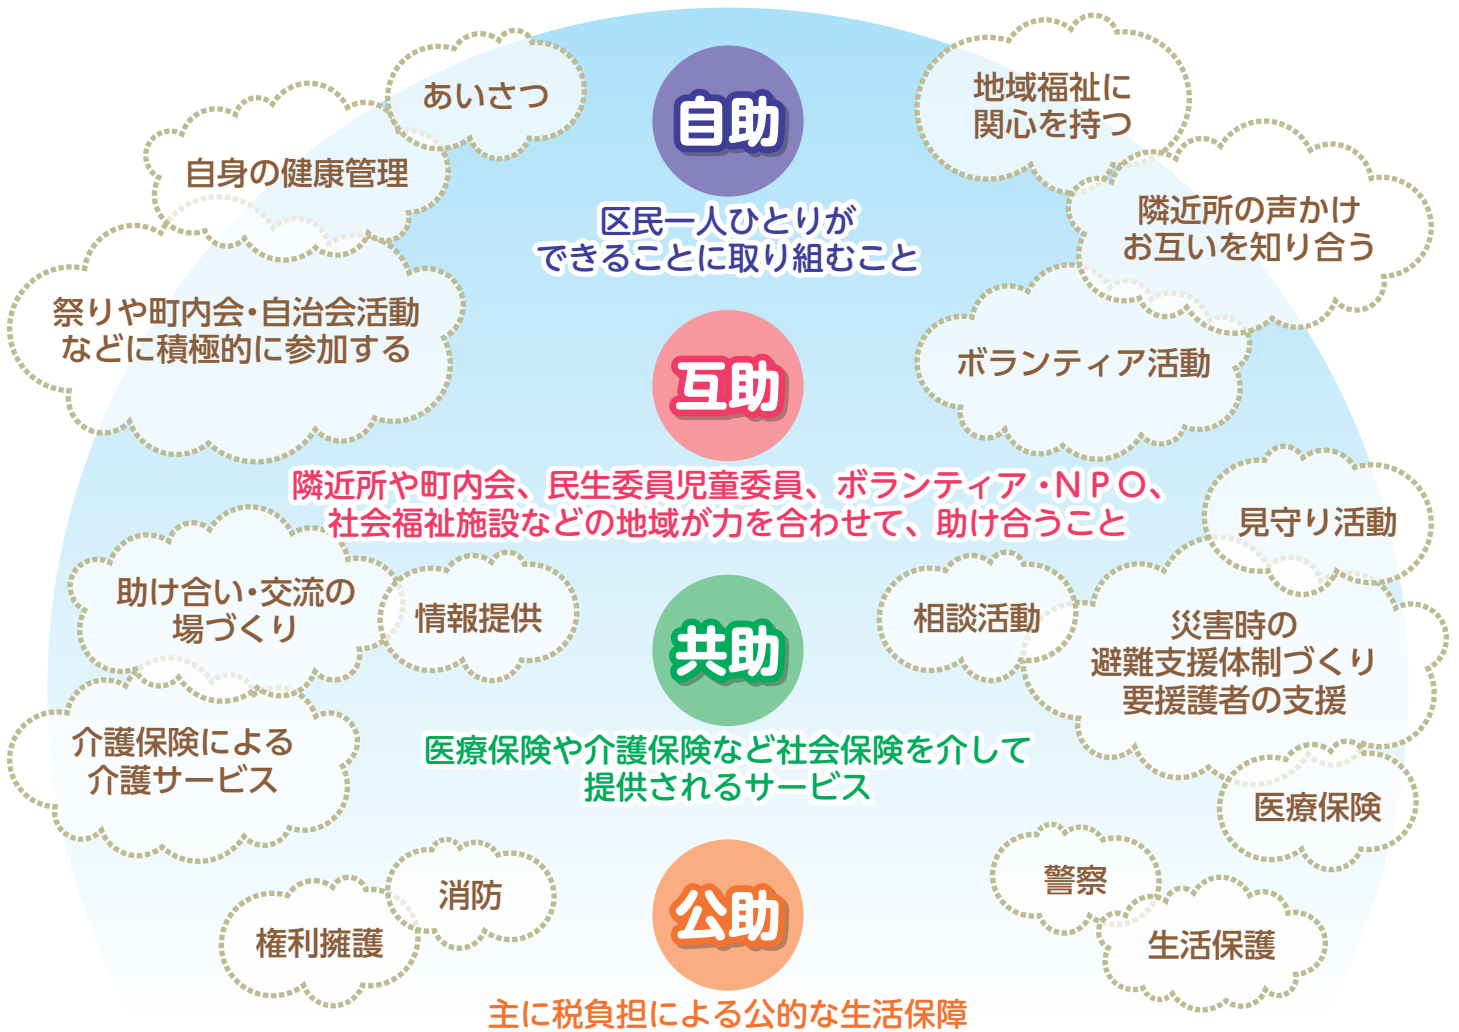 あいさつ
自身の健康管理
祭りや町内会・自治会活動
などに積極的に参加する
自助
区民一人ひとりが
できることに取り組むこと
地域福祉に
関心を持つ
隣近所の声かけ
お互いを知り合う
ボランティア活動
互助
隣近所や町内会、民生委員児童委員、ボランティア・ＮＰＯ、
社会福祉施設などの地域が力を合わせて、助け合うこと
助け合い・交流の
場づくり
情報提供
介護保険による
介護サービス
共助
医療保険や介護保険など社会保険を介して
提供されるサービス
見守り活動
相談活動
災害時の
避難支援体制づくり
要援護者の支援
医療保険
消防
権利擁護
公助
主に税負担による公的な生活保障
警察
生活保護